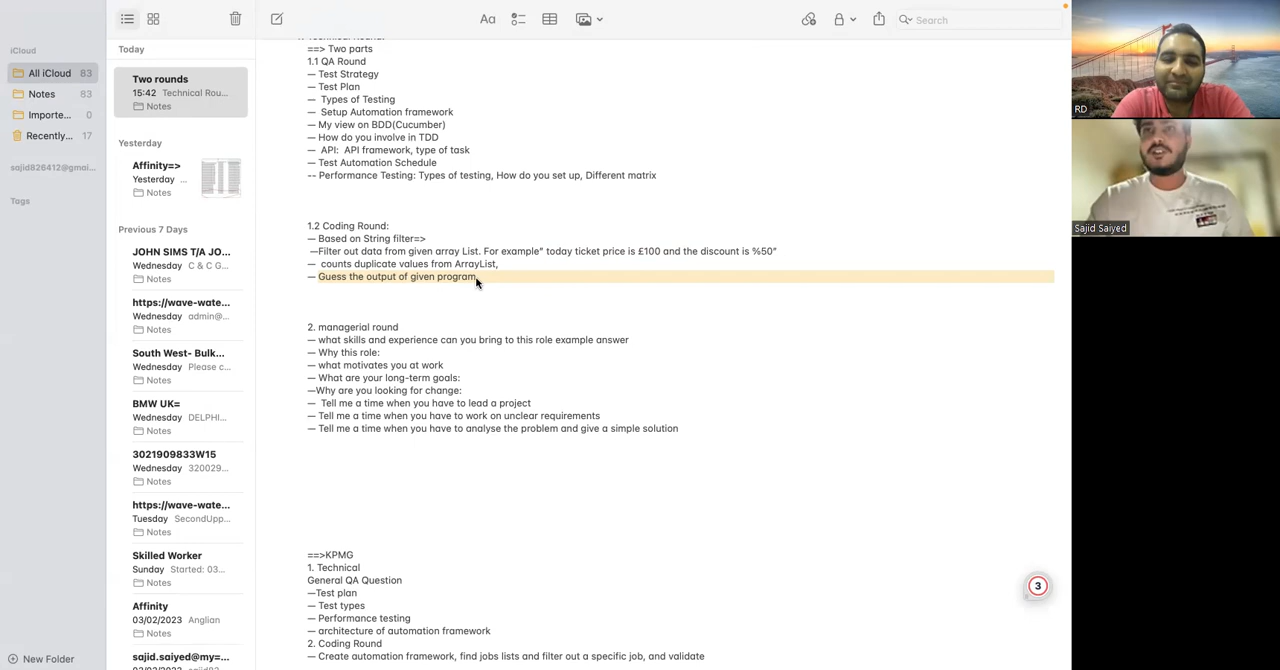 iCloud
All iCloud 83
Notes 83
Importe... 0
Recently... 17
sajid826412@gmai...
Tags
New Folder
Today
Two rounds
15:42 Technical Rou...
Notes
Yesterday
Affinity=>
Yesterday ...
Notes
Previous 7 Days
JOHN SIMS T/A JO...
Wednesday C & C G...
Notes
https://wave-wate...
Wednesday admin@...
Notes
South West- Bulk...
Wednesday Please c...
Notes
BMW UK=
Wednesday DELPHI...
Notes
3021909833W15
Wednesday 320029...
Notes
https://wave-wate...
Tuesday SecondUpp...
Notes
Skilled Worker
Sunday Started: 03...
Notes
Affinity
03/02/2023 Anglian
Notes
sajid.saiyed@my=...
Aa
Search
==> Two parts
1.1 QA Round
— Test Strategy
— Test Plan
— Types of Testing
— Setup Automation framework
— My view on BDD(Cucumber)
— How do you involve in TDD
— API: API framework, type of task
— Test Automation Schedule
-- Performance Testing: Types of testing, How do you set up, Different matrix
1.2 Coding Round:
— Based on String filter=>
—Filter out data from given array List. For example" today ticket price is £100 and the discount is %50"
— counts duplicate values from ArrayList,
— Guess the output of given program
2. managerial round
— what skills and experience can you bring to this role example answer
— Why this role:
— what motivates you at work
— What are your long-term goals:
—Why are you looking for change:
— Tell me a time when you have to lead a project
— Tell me a time when you have to work on unclear requirements
— Tell me a time when you have to analyse the problem and give a simple solution
==>KPMG
1. Technical
General QA Question
—Test plan
— Test types
— Performance testing
— architecture of automation framework
2. Coding Round
— Create automation framework, find jobs lists and filter out a specific job, and validate
3
RD
Sajid Saiyed